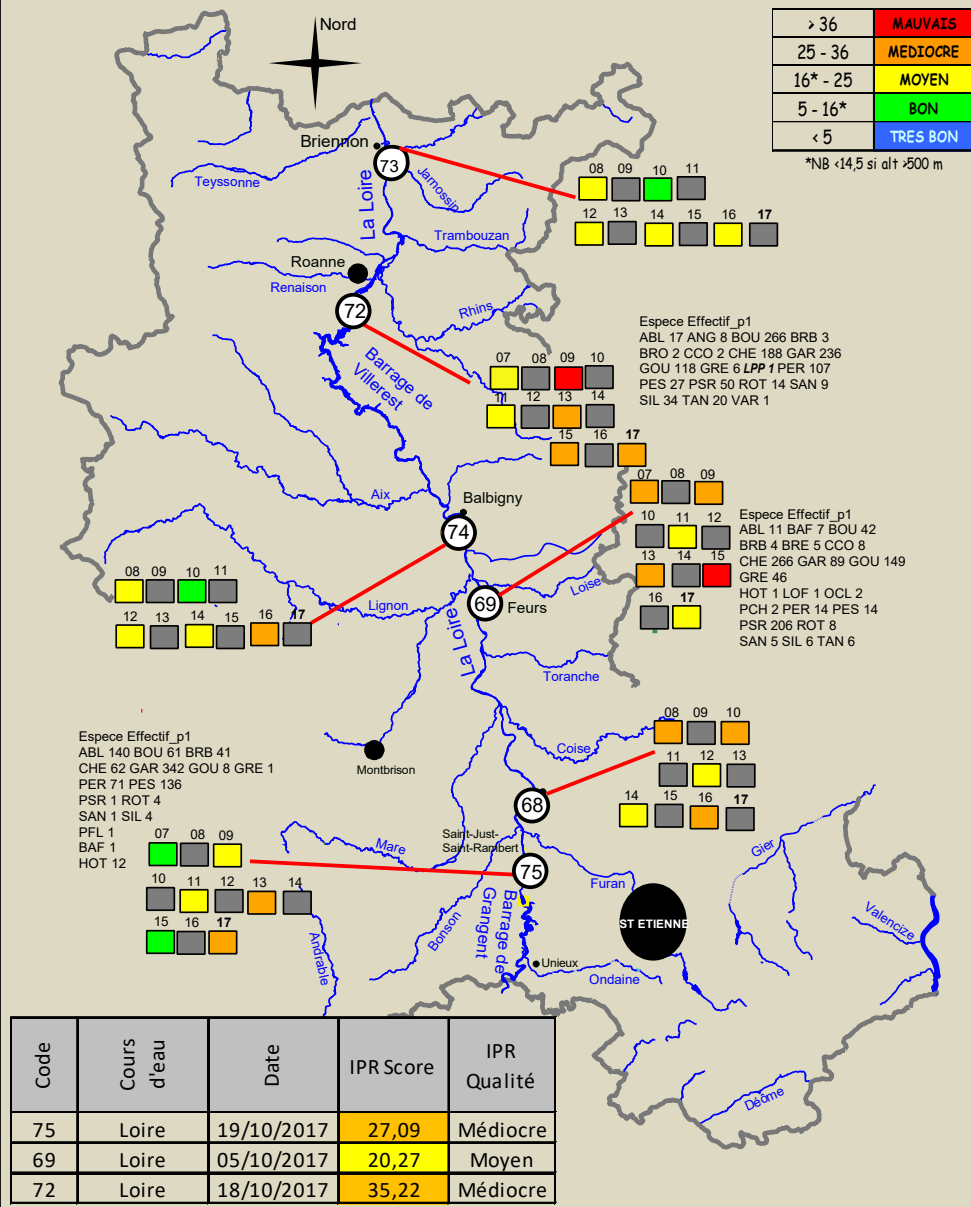 Nord
> 36 MAUVAIS
25 - 36 MEDIOCRE
16* - 25 MOYEN
5 - 16* BON
< 5 TRES BON
*NB <14,5 si alt >500 m
Briennon
73
Teyssonne
Jarnossin
La Loire
Trambouzan
08 09 10 11
12 13 14 15 16 17
Roanne
Renaison
72
Rhins
Barrage de
Villerest
Espece Effectif_p1
ABL 17 ANG 8 BOU 266 BRB 3
BRO 2 CCO 2 CHE 188 GAR 236
GOU 118 GRE 6 LPP 1 PER 107
PES 27 PSR 50 ROT 14 SAN 9
SIL 34 TAN 20 VAR 1
07 08 09 10
11 12 13 14
15 16 17
Aix
Balbigny
74
07 08 09
10 11 12
13 14 15
16 17
Espece Effectif_p1
ABL 11 BAF 7 BOU 42
BRB 4 BRE 5 CCO 8
CHE 266 GAR 89 GOU 149
GRE 46
HOT 1 LOF 1 OCL 2
PCH 2 PER 14 PES 14
PSR 206 ROT 8
SAN 5 SIL 6 TAN 6
08 09 10 11
12 13 14 15 16 17
Lignon
69
Feurs
Loise
La Loire
Toranche
Coise
Montbrison
08 09 10
11 12 13
14 15 16 17
68
Espece Effectif_p1
ABL 140 BOU 61 BRB 41
CHE 62 GAR 342 GOU 8 GRE 1
PER 71 PES 136
PSR 1 ROT 4
SAN 1 SIL 4
PFL 1
BAF 1
HOT 12
07 08 09
10 11 12 13 14
15 16 17
Mare
Saint-Just-
Saint-Rambert
75
Furan
Gier
Valencize
Andrable
Bonson
Barrage de
Grangent
ST ETIENNE
Unieux
Ondaine
Déôme
Code Cours d'eau Date IPR Score IPR Qualité
75 Loire 19/10/2017 27,09 Médiocre
69 Loire 05/10/2017 20,27 Moyen
72 Loire 18/10/2017 35,22 Médiocre